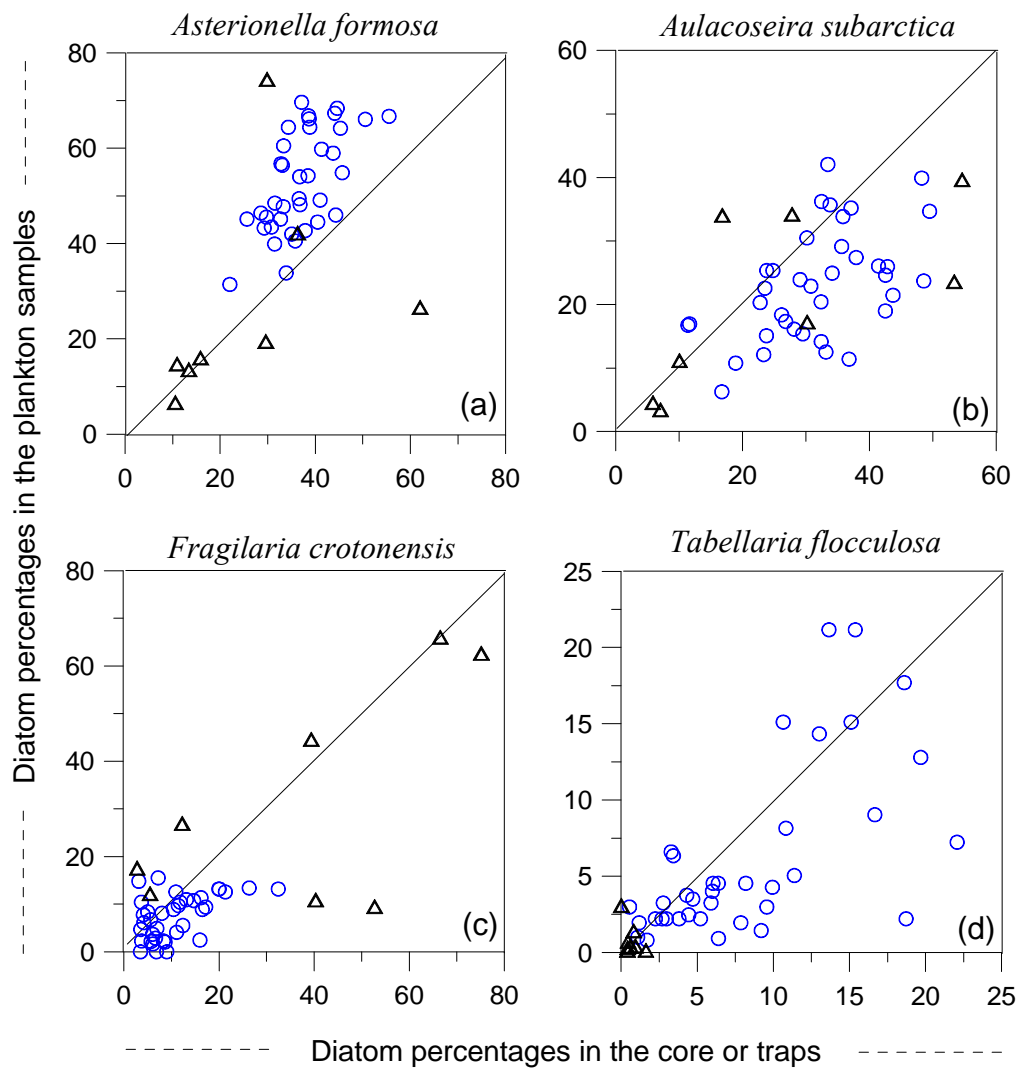 Asterionella formosa
Aulacoseira subarctica
80
60
40
20
0
0 20 40 60 80
(a)
60
40
20
0
0 20 40 60
(b)
Diatom percentages in the plankton samples
Fragilaria crotonensis
Tabellaria flocculosa
80
60
40
20
0
0 20 40 60 80
(c)
25
20
15
10
5
0
0 5 10 15 20 25
(d)
Diatom percentages in the core or traps